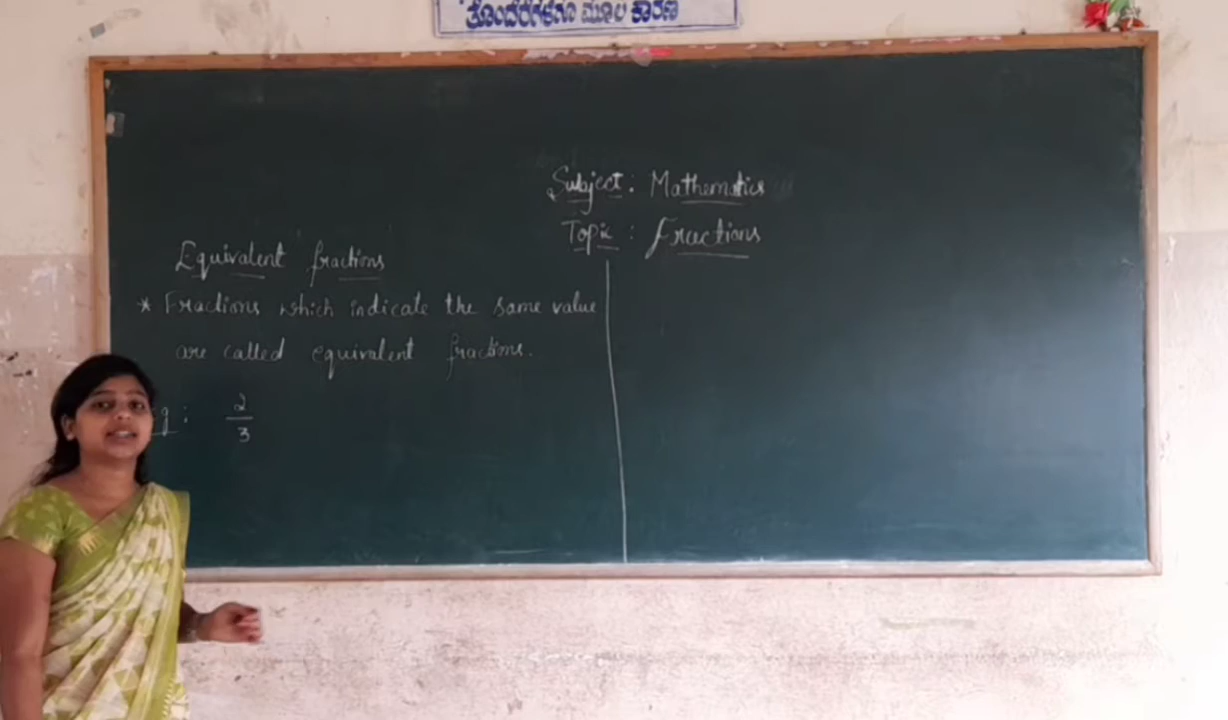 ತೊಂದರೆಗಳಿಗೂ ಮೂಲ ಕಾರಣ
Subject: Mathematics
Topic : Fractions
Equivalent fractions
* Fractions which indicate the same value
are called equivalent fractions.
g: 2/3